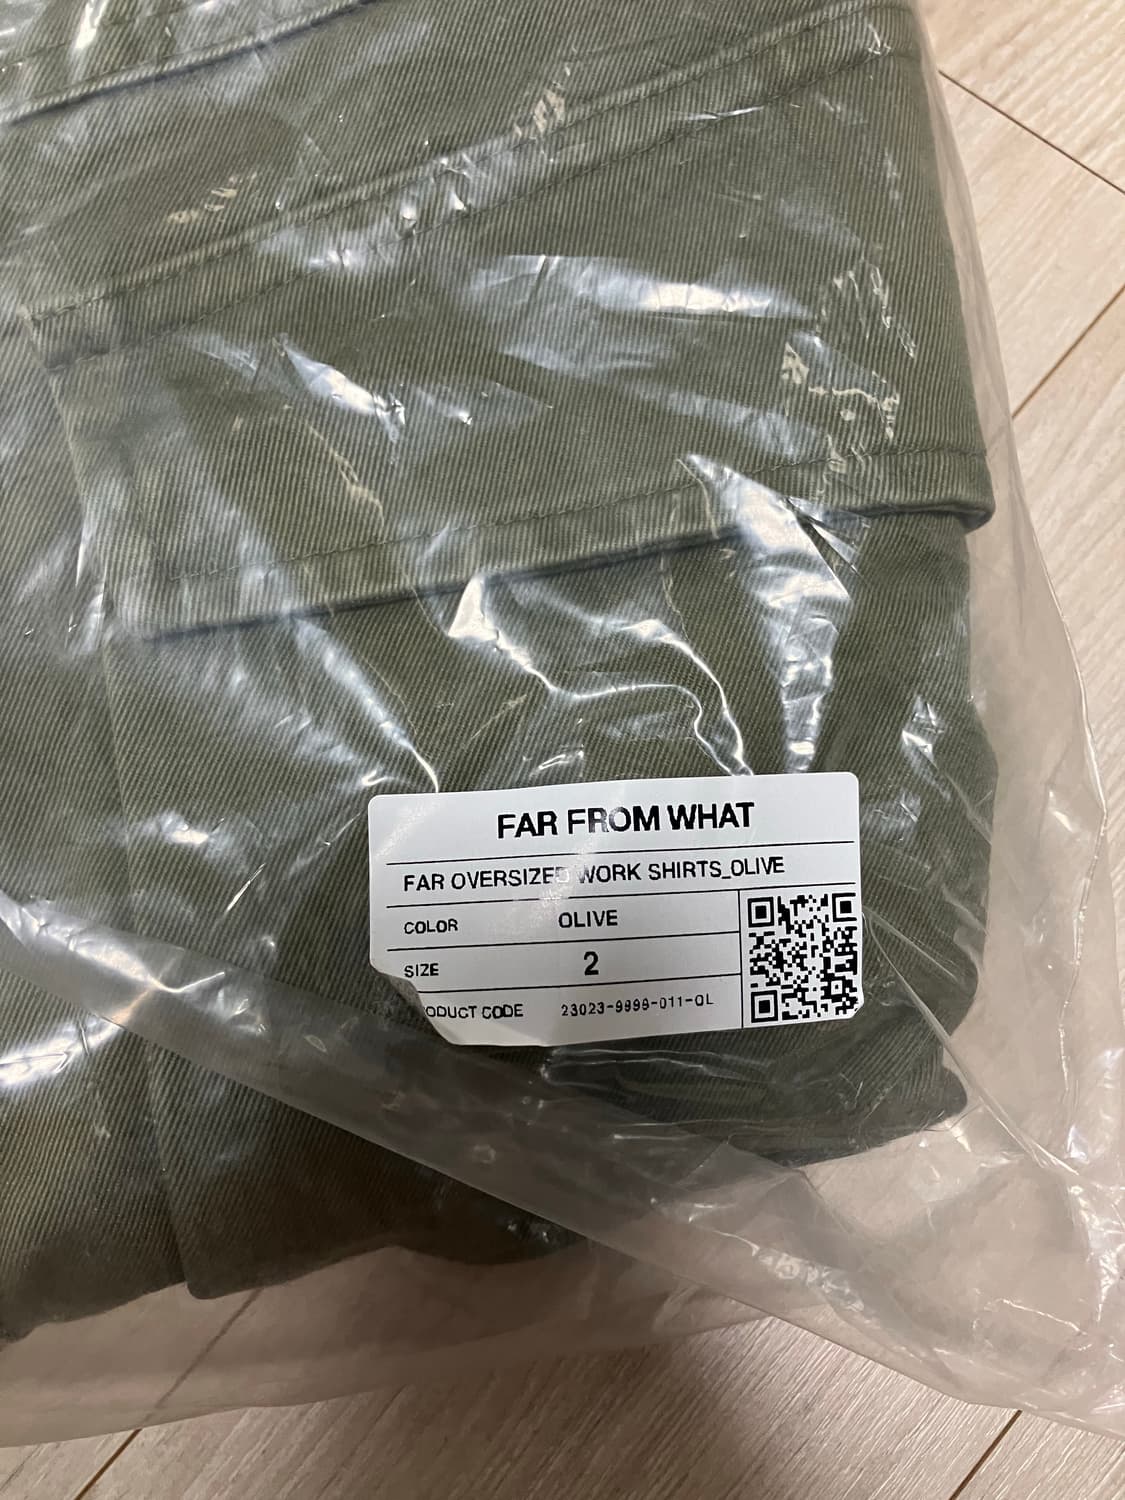 FAR FROM WHAT
FAR OVERSIZED WORK SHIRTS_OLIVE
COLOR OLIVE
SIZE 2
ODUCT CODE 23023-9999-011-OL